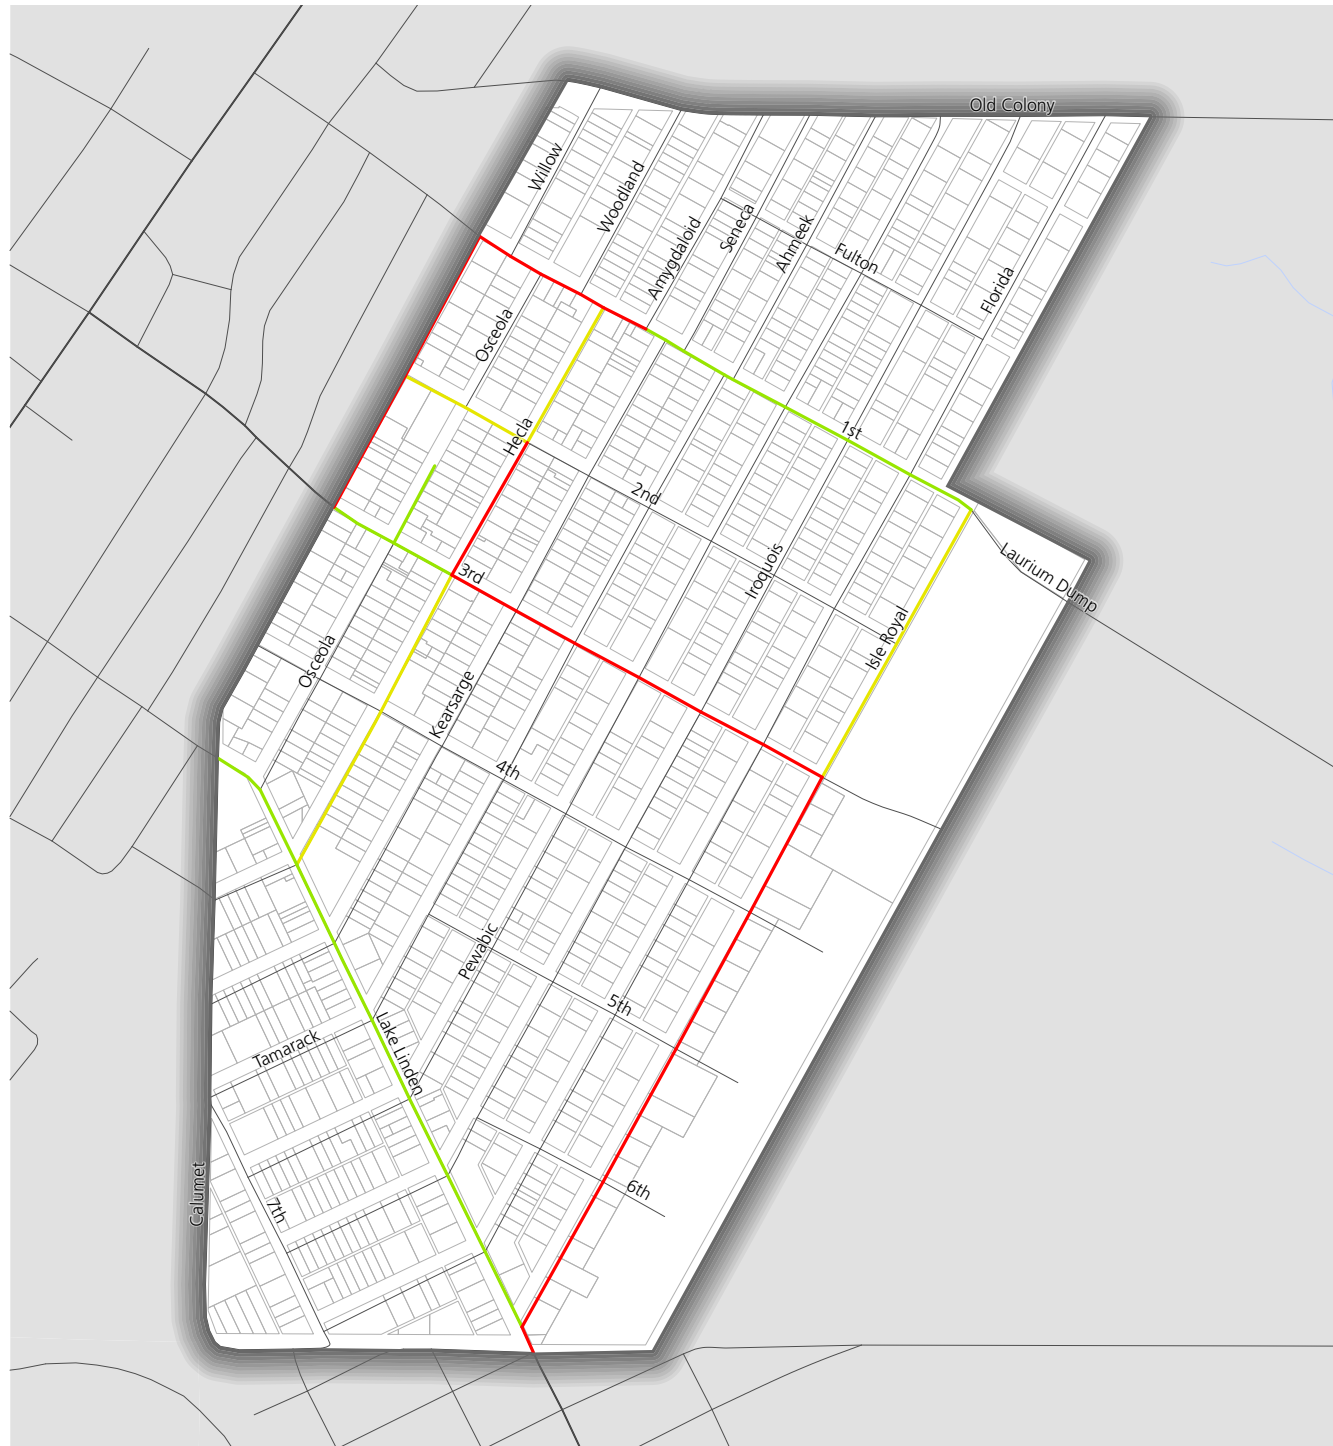 Old Colony
Willow
Woodland
Amygdaloid
Seneca
Ahmeek
Fulton
Florida
Osceola
Hecla
1st
2nd
Laurium Dump
3rd
Iroquois
Isle Royal
Osceola
Kearsarge
4th
Pewabic
5th
Lake Linden
Tamarack
Calumet
7th
6th